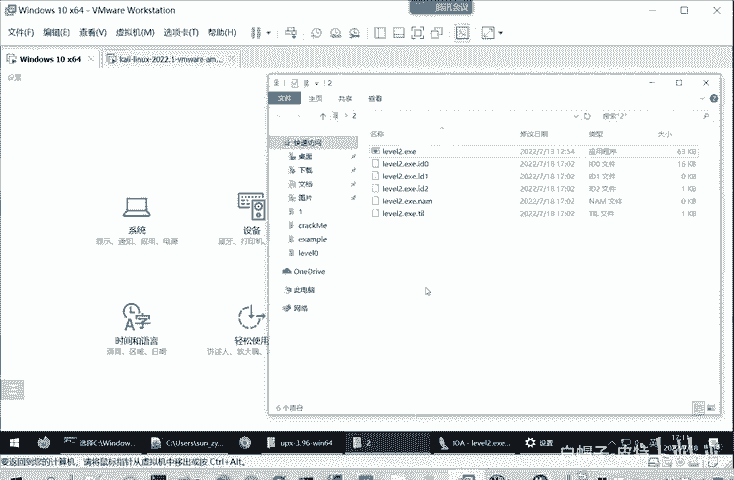 Windows 10 x64 - VMware Workstation
腾讯会议
文件(F) 编辑(E) 查看(V) 虚拟机(M) 选项卡(T) 帮助(H)
Windows 10 x64
kali-linux-2022.1-vmware-am...
设置
2
文件 主页 共享 查看
2
搜索"2"
名称 修改日期 类型 大小
快速访问
桌面
下载
文档
图片
1
crackMe
example
level0
OneDrive
此电脑
网络
level2.exe 2022/7/13 12:54 应用程序 63 KB
level2.exe.id0 2022/7/18 17:02 ID0 文件 16 KB
level2.exe.id1 2022/7/18 17:02 ID1 文件 0 KB
level2.exe.id2 2022/7/18 17:02 ID2 文件 1 KB
level2.exe.nam 2022/7/18 17:02 NAM 文件 0 KB
level2.exe.til 2022/7/18 17:02 TIL 文件 1 KB
系统
显示、通知、应用、电源
设备
蓝牙、打印机、
时间和语言
语音、区域、日期
轻松使用
讲述人、放大镜、
6 个项目
选择C:\Window...
C:\Users\sun_zy...
upx-3.96-win64
2
IDA - level2.exe...
设置
白帽子-皮特
要返回到您的计算机，请将鼠标指针从虚拟机中移出或按 Ctrl+Alt。